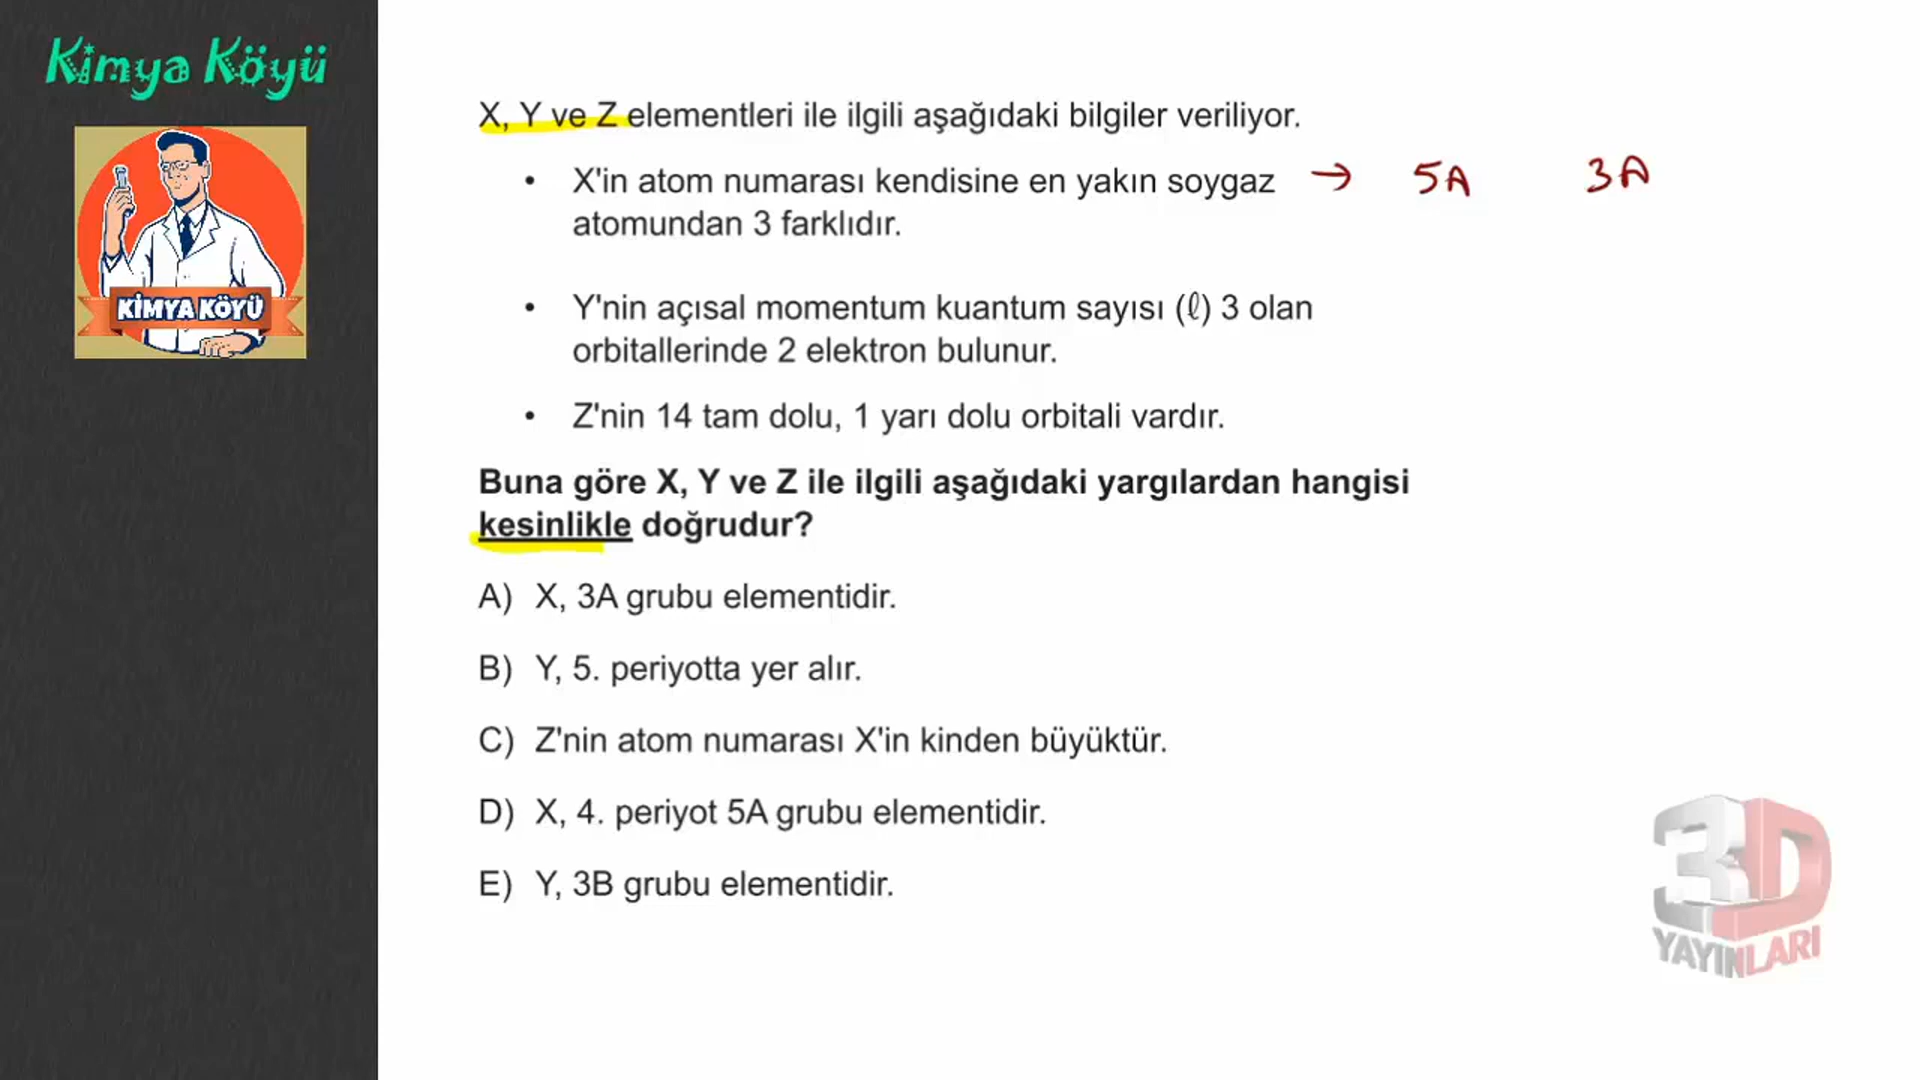 Kimya Köyü
KİMYA KÖYÜ
X, Y ve Z elementleri ile ilgili aşağıdaki bilgiler veriliyor.
• X'in atom numarası kendisine en yakın soygaz → 5A 3A
atomundan 3 farklıdır.
• Y'nin açısal momentum kuantum sayısı (ℓ) 3 olan
orbitallerinde 2 elektron bulunur.
• Z'nin 14 tam dolu, 1 yarı dolu orbitali vardır.
Buna göre X, Y ve Z ile ilgili aşağıdaki yargılardan hangisi
kesinlikle doğrudur?
A) X, 3A grubu elementidir.
B) Y, 5. periyotta yer alır.
C) Z'nin atom numarası X'in kinden büyüktür.
D) X, 4. periyot 5A grubu elementidir.
E) Y, 3B grubu elementidir.
3D
YAYINLARI